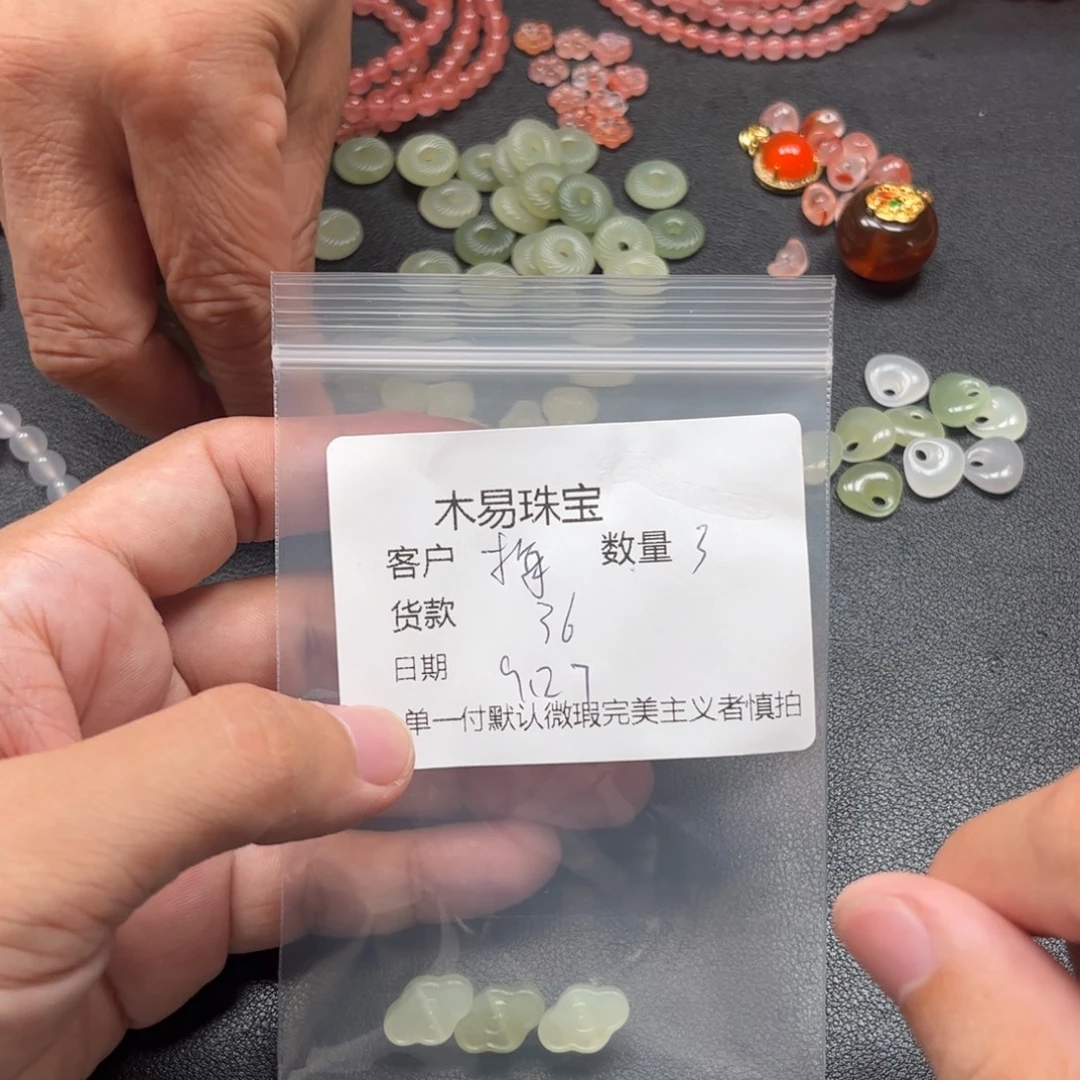 木易珠宝
客户 数量 3
货款 36
日期 9.27
单一付默认微瑕完美主义者慎拍